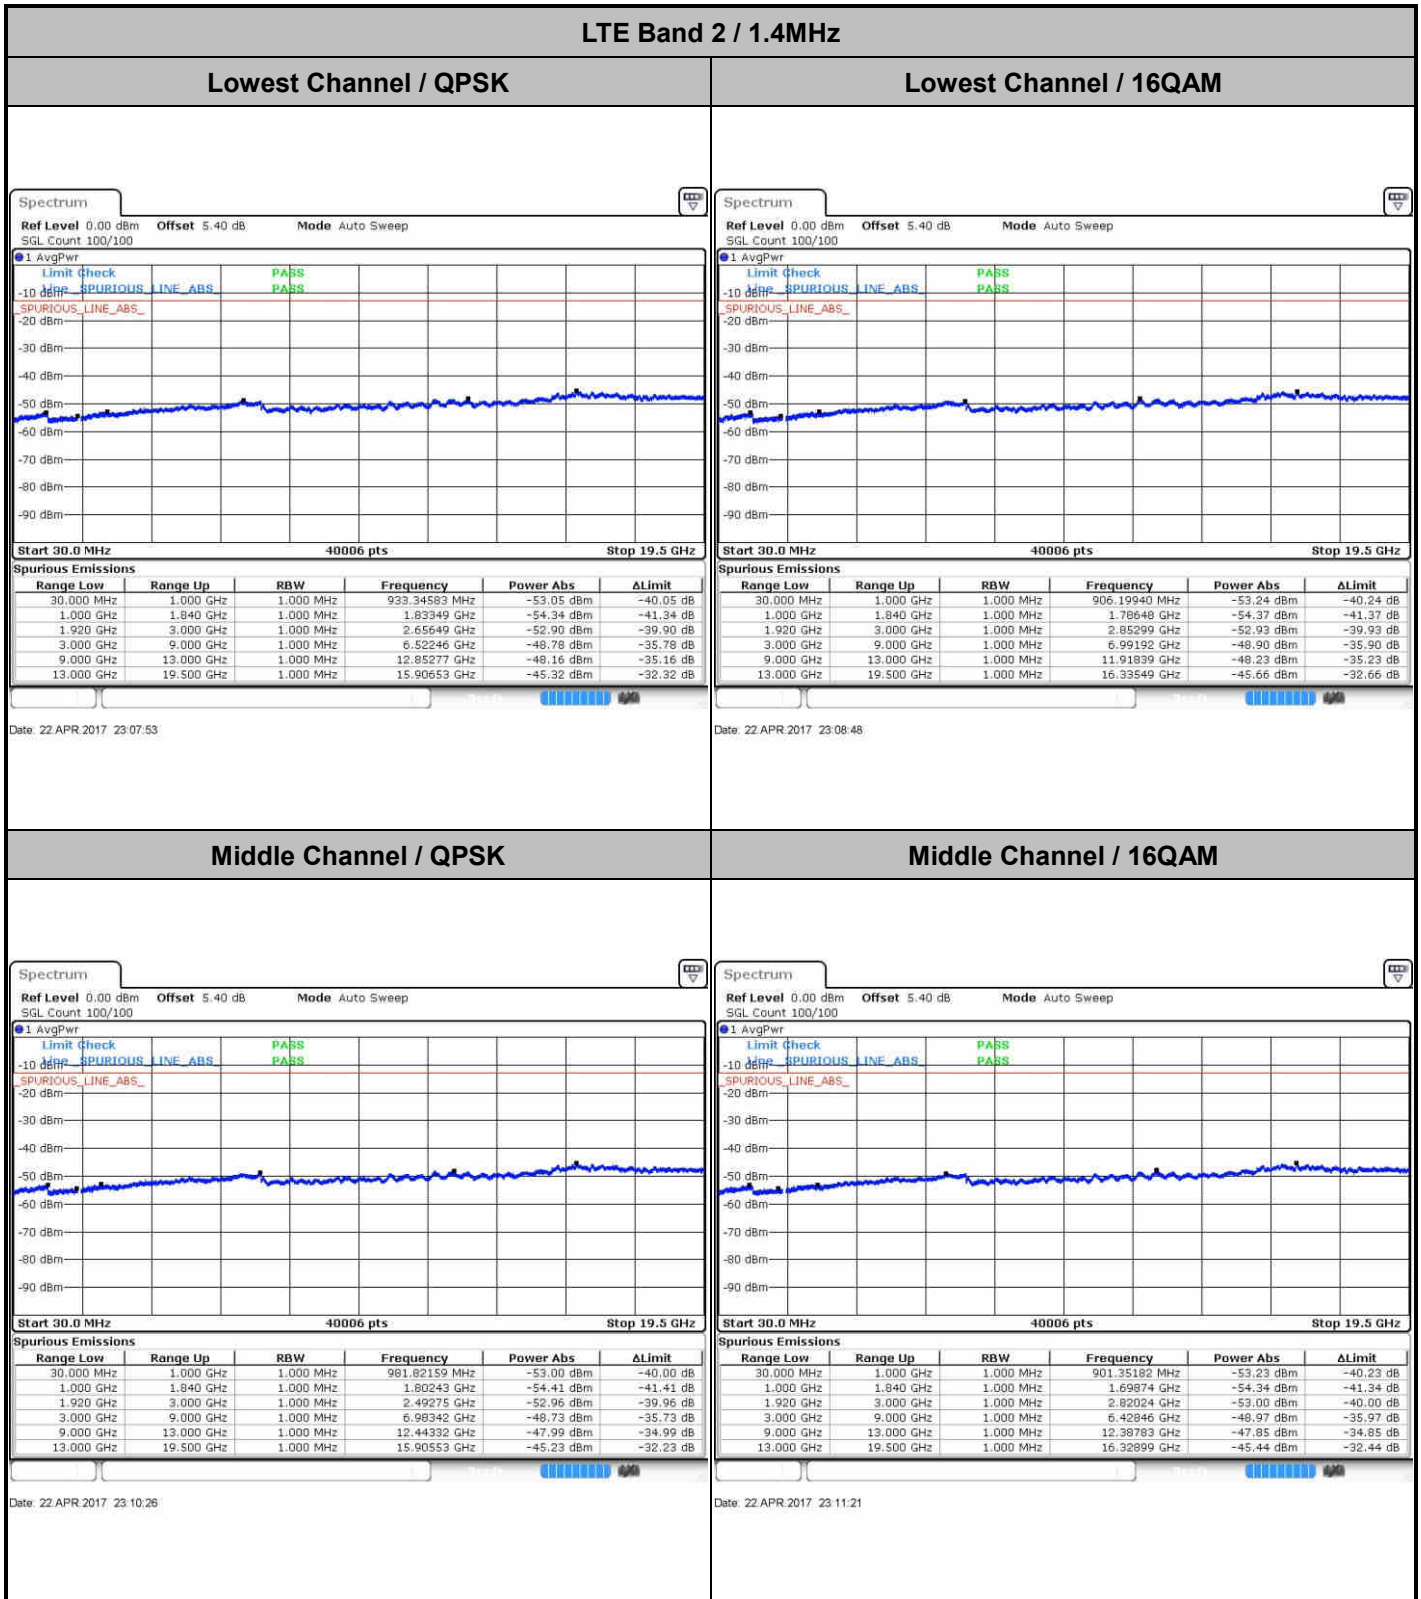 LTE Band 2 / 1.4MHz
Lowest Channel / QPSK
Lowest Channel / 16QAM
Spectrum
Ref Level 0.00 dBm Offset 5.40 dB Mode Auto Sweep
SGL Count 100/100
1 AvgPwr
Limit Check PASS
Line _SPURIOUS_LINE_ABS_ PASS
-10 dBm
_SPURIOUS_LINE_ABS_
-20 dBm
-30 dBm
-40 dBm
-50 dBm
-60 dBm
-70 dBm
-80 dBm
-90 dBm
Start 30.0 MHz 40006 pts Stop 19.5 GHz
Spurious Emissions
Range Low Range Up RBW Frequency Power Abs ΔLimit
30.000 MHz 1.000 GHz 1.000 MHz 933.34583 MHz -53.05 dBm -40.05 dB
1.000 GHz 1.840 GHz 1.000 MHz 1.83349 GHz -54.34 dBm -41.34 dB
1.920 GHz 3.000 GHz 1.000 MHz 2.65649 GHz -52.90 dBm -39.90 dB
3.000 GHz 9.000 GHz 1.000 MHz 6.52246 GHz -48.78 dBm -35.78 dB
9.000 GHz 13.000 GHz 1.000 MHz 12.85277 GHz -48.16 dBm -35.16 dB
13.000 GHz 19.500 GHz 1.000 MHz 15.90653 GHz -45.32 dBm -32.32 dB
Date: 22.APR.2017 23:07:53
Spectrum
Ref Level 0.00 dBm Offset 5.40 dB Mode Auto Sweep
SGL Count 100/100
1 AvgPwr
Limit Check PASS
Line _SPURIOUS_LINE_ABS_ PASS
-10 dBm
_SPURIOUS_LINE_ABS_
-20 dBm
-30 dBm
-40 dBm
-50 dBm
-60 dBm
-70 dBm
-80 dBm
-90 dBm
Start 30.0 MHz 40006 pts Stop 19.5 GHz
Spurious Emissions
Range Low Range Up RBW Frequency Power Abs ΔLimit
30.000 MHz 1.000 GHz 1.000 MHz 906.19940 MHz -53.24 dBm -40.24 dB
1.000 GHz 1.840 GHz 1.000 MHz 1.78648 GHz -54.37 dBm -41.37 dB
1.920 GHz 3.000 GHz 1.000 MHz 2.85299 GHz -52.93 dBm -39.93 dB
3.000 GHz 9.000 GHz 1.000 MHz 6.99192 GHz -48.90 dBm -35.90 dB
9.000 GHz 13.000 GHz 1.000 MHz 11.91839 GHz -48.23 dBm -35.23 dB
13.000 GHz 19.500 GHz 1.000 MHz 16.33549 GHz -45.66 dBm -32.66 dB
Date: 22.APR.2017 23:08:48
Middle Channel / QPSK
Middle Channel / 16QAM
Spectrum
Ref Level 0.00 dBm Offset 5.40 dB Mode Auto Sweep
SGL Count 100/100
1 AvgPwr
Limit Check PASS
Line _SPURIOUS_LINE_ABS_ PASS
-10 dBm
_SPURIOUS_LINE_ABS_
-20 dBm
-30 dBm
-40 dBm
-50 dBm
-60 dBm
-70 dBm
-80 dBm
-90 dBm
Start 30.0 MHz 40006 pts Stop 19.5 GHz
Spurious Emissions
Range Low Range Up RBW Frequency Power Abs ΔLimit
30.000 MHz 1.000 GHz 1.000 MHz 981.82159 MHz -53.00 dBm -40.00 dB
1.000 GHz 1.840 GHz 1.000 MHz 1.80243 GHz -54.41 dBm -41.41 dB
1.920 GHz 3.000 GHz 1.000 MHz 2.49275 GHz -52.96 dBm -39.96 dB
3.000 GHz 9.000 GHz 1.000 MHz 6.98342 GHz -48.73 dBm -35.73 dB
9.000 GHz 13.000 GHz 1.000 MHz 12.44332 GHz -47.99 dBm -34.99 dB
13.000 GHz 19.500 GHz 1.000 MHz 15.90553 GHz -45.23 dBm -32.23 dB
Date: 22.APR.2017 23:10:26
Spectrum
Ref Level 0.00 dBm Offset 5.40 dB Mode Auto Sweep
SGL Count 100/100
1 AvgPwr
Limit Check PASS
Line _SPURIOUS_LINE_ABS_ PASS
-10 dBm
_SPURIOUS_LINE_ABS_
-20 dBm
-30 dBm
-40 dBm
-50 dBm
-60 dBm
-70 dBm
-80 dBm
-90 dBm
Start 30.0 MHz 40006 pts Stop 19.5 GHz
Spurious Emissions
Range Low Range Up RBW Frequency Power Abs ΔLimit
30.000 MHz 1.000 GHz 1.000 MHz 901.35182 MHz -53.23 dBm -40.23 dB
1.000 GHz 1.840 GHz 1.000 MHz 1.69874 GHz -54.34 dBm -41.34 dB
1.920 GHz 3.000 GHz 1.000 MHz 2.82024 GHz -53.00 dBm -40.00 dB
3.000 GHz 9.000 GHz 1.000 MHz 6.42846 GHz -48.97 dBm -35.97 dB
9.000 GHz 13.000 GHz 1.000 MHz 12.38783 GHz -47.85 dBm -34.85 dB
13.000 GHz 19.500 GHz 1.000 MHz 16.32899 GHz -45.44 dBm -32.44 dB
Date: 22.APR.2017 23:11:21